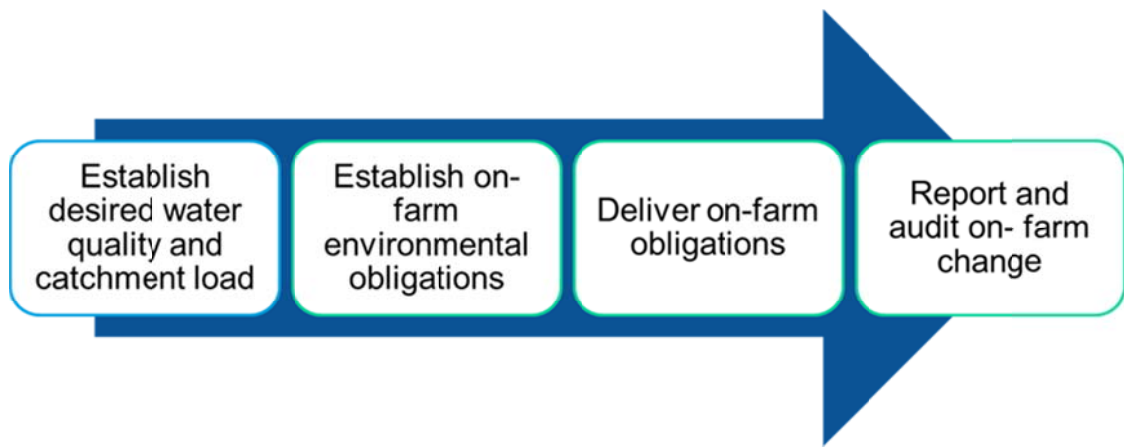 Establish
desired water
quality and
catchment load
Establish on-
farm
environmental
obligations
Deliver on-farm
obligations
Report and
audit on- farm
change